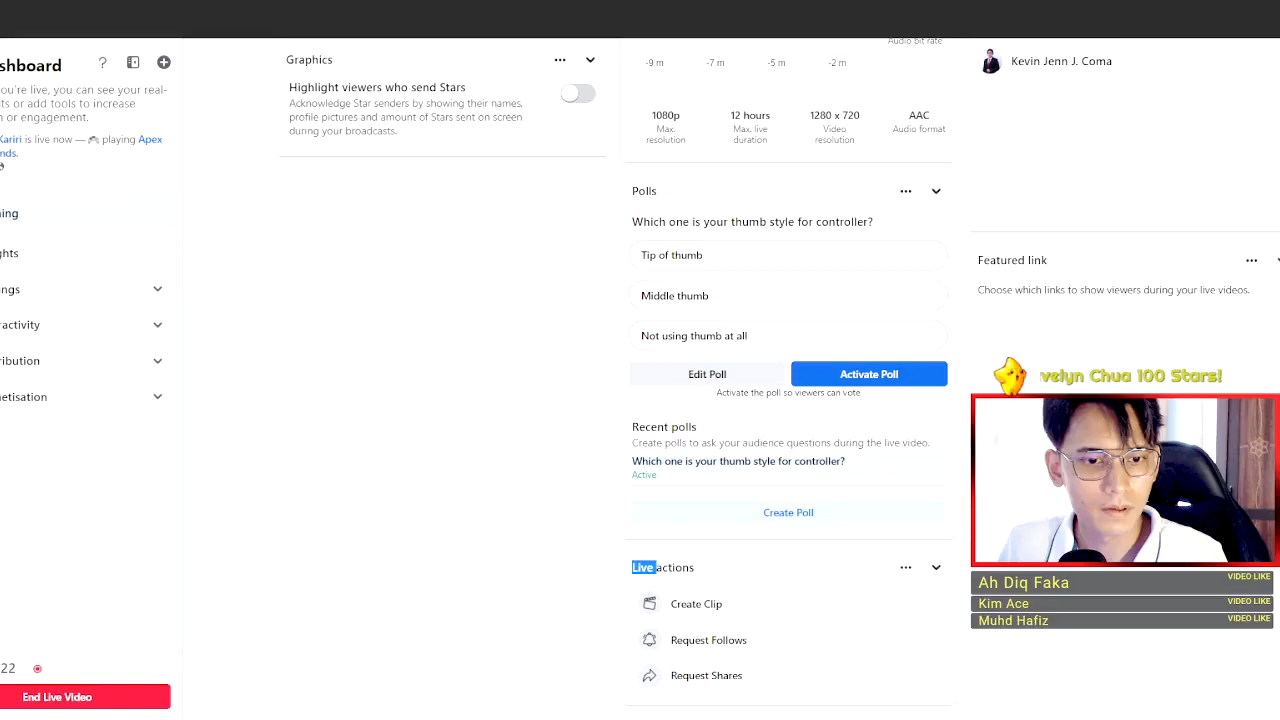 shboard
you're live, you can see your real-
nts or add tools to increase
n or engagement.
Kariri is live now — 🎮 playing Apex
nds.
ning
ghts
ngs
ractivity
ribution
netisation
22
End Live Video
Graphics
Highlight viewers who send Stars
Acknowledge Star senders by showing their names,
profile pictures and amount of Stars sent on screen
during your broadcasts.
Audio bit rate
-9 m -7 m -5 m -2 m
1080p 12 hours 1280 x 720 AAC
Max. Max. live Video Audio format
resolution duration resolution
Polls
Which one is your thumb style for controller?
Tip of thumb
Middle thumb
Not using thumb at all
Edit Poll Activate Poll
Activate the poll so viewers can vote
Recent polls
Create polls to ask your audience questions during the live video.
Which one is your thumb style for controller?
Active
Create Poll
Live actions
Create Clip
Request Follows
Request Shares
Kevin Jenn J. Coma
Featured link
Choose which links to show viewers during your live videos.
velyn Chua 100 Stars!
Ah Diq Faka VIDEO LIKE
Kim Ace VIDEO LIKE
Muhd Hafiz VIDEO LIKE